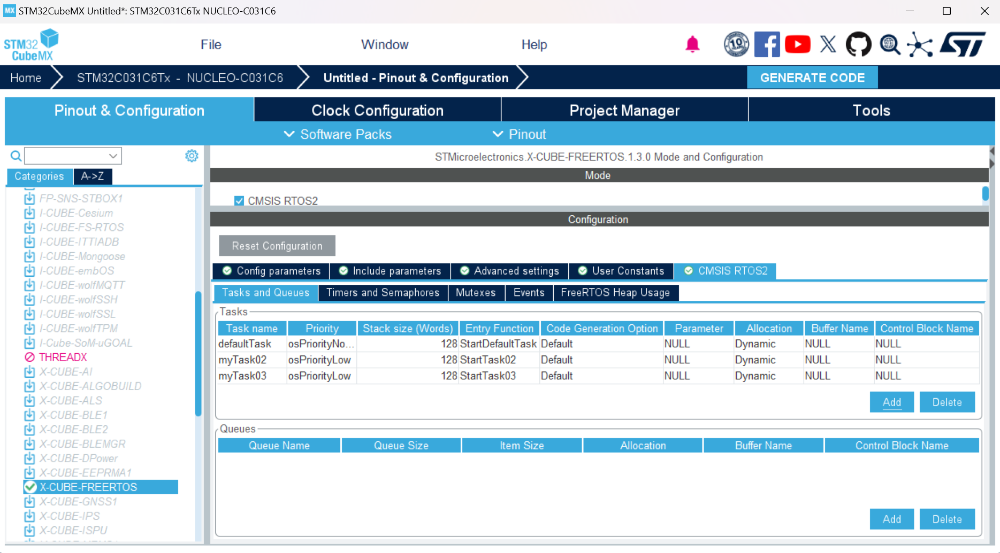 STM32CubeMX Untitled*: STM32C031C6Tx NUCLEO-C031C6
STM32 CubeMX
File Window Help
Home STM32C031C6Tx - NUCLEO-C031C6 Untitled - Pinout & Configuration GENERATE CODE
Pinout & Configuration Clock Configuration Project Manager Tools
Software Packs Pinout
STMicroelectronics.X-CUBE-FREERTOS.1.3.0 Mode and Configuration
Categories A->Z
Mode
CMSIS RTOS2
Configuration
Reset Configuration
Config parameters Include parameters Advanced settings User Constants CMSIS RTOS2
Tasks and Queues Timers and Semaphores Mutexes Events FreeRTOS Heap Usage
Tasks
Task name Priority Stack size (Words) Entry Function Code Generation Option Parameter Allocation Buffer Name Control Block Name
defaultTask osPriorityNo... 128 StartDefaultTask Default NULL Dynamic NULL NULL
myTask02 osPriorityLow 128 StartTask02 Default NULL Dynamic NULL NULL
myTask03 osPriorityLow 128 StartTask03 Default NULL Dynamic NULL NULL
Add Delete
Queues
Queue Name Queue Size Item Size Allocation Buffer Name Control Block Name
Add Delete
FP-SNS-STBOX1
I-CUBE-Cesium
I-CUBE-FS-RTOS
I-CUBE-ITTIADB
I-CUBE-Mongoose
I-CUBE-embOS
I-CUBE-wolfMQTT
I-CUBE-wolfSSH
I-CUBE-wolfSSL
I-CUBE-wolfTPM
I-Cube-SoM-uGOAL
THREADX
X-CUBE-AI
X-CUBE-ALGOBUILD
X-CUBE-ALS
X-CUBE-BLE1
X-CUBE-BLE2
X-CUBE-BLEMGR
X-CUBE-DPower
X-CUBE-EEPRMA1
X-CUBE-FREERTOS
X-CUBE-GNSS1
X-CUBE-IPS
X-CUBE-ISPU